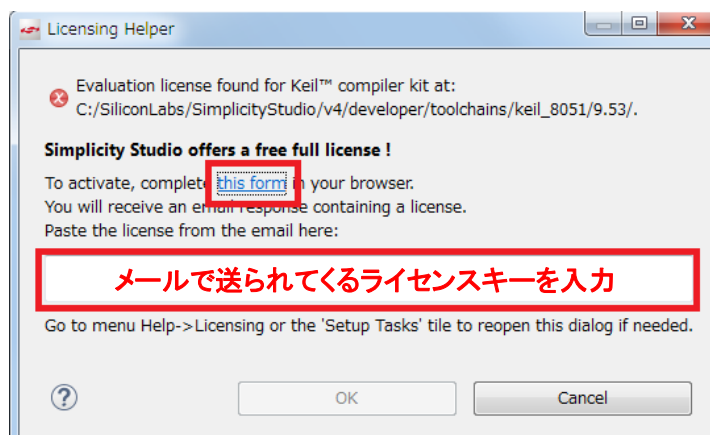 Licensing Helper
Evaluation license found for Keil™ compiler kit at:
C:/SiliconLabs/SimplicityStudio/v4/developer/toolchains/keil_8051/9.53/.
Simplicity Studio offers a free full license !
To activate, complete this form in your browser.
You will receive an email response containing a license.
Paste the license from the email here:
メールで送られてくるライセンスキーを入力
Go to menu Help->Licensing or the 'Setup Tasks' tile to reopen this dialog if needed.
OK
Cancel